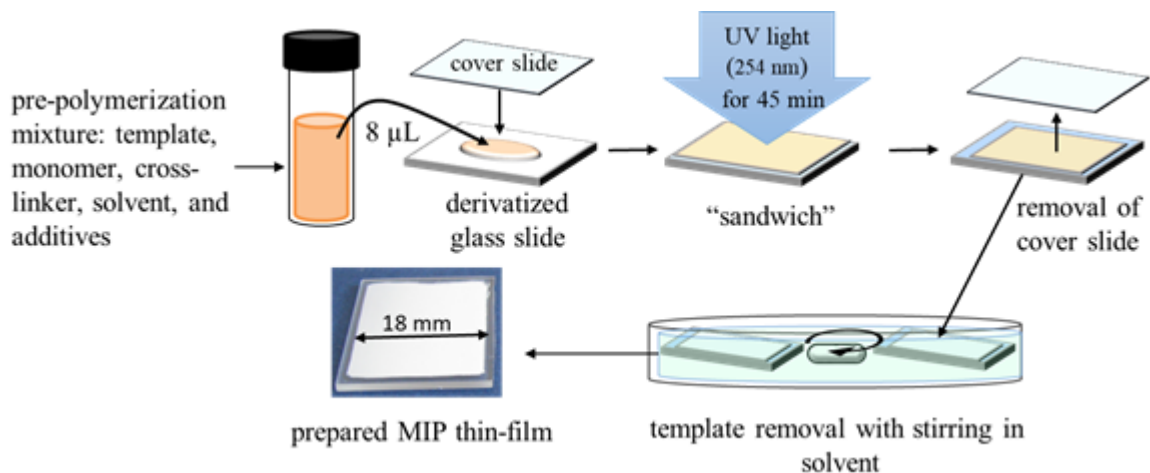 pre-polymerization
mixture: template,
monomer, cross-
linker, solvent, and
additives
8 µL
cover slide
derivatized
glass slide
UV light
(254 nm)
for 45 min
“sandwich”
removal of
cover slide
template removal with stirring in
solvent
18 mm
prepared MIP thin-film